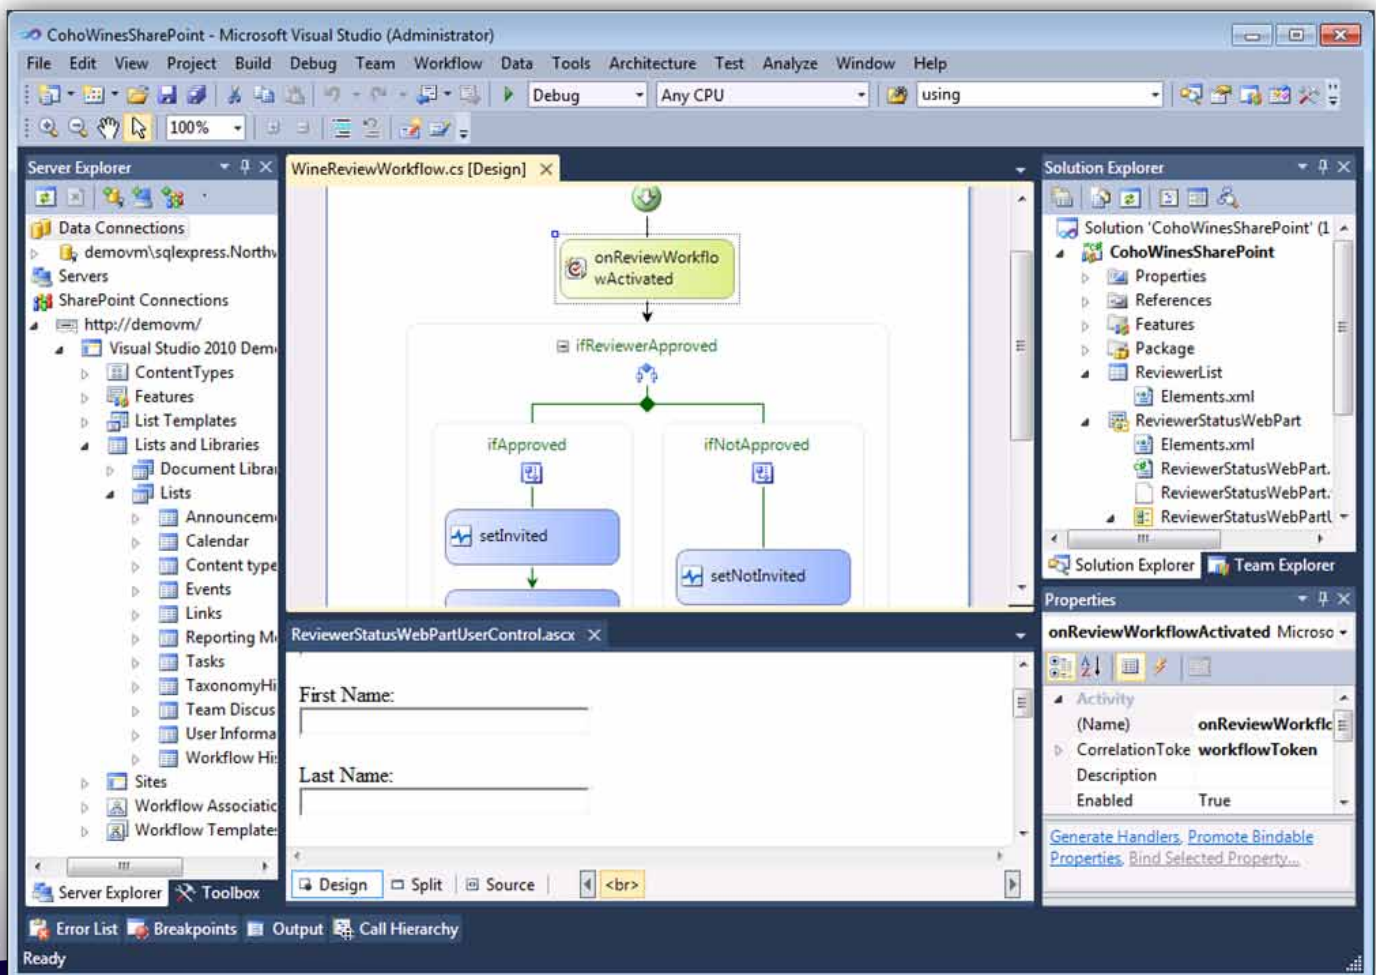 CohoWinesSharePoint - Microsoft Visual Studio (Administrator)
File Edit View Project Build Debug Team Workflow Data Tools Architecture Test Analyze Window Help
Debug Any CPU using
100%
Server Explorer
Data Connections
demovm\sqlexpress.Northw
Servers
SharePoint Connections
http://demovm/
Visual Studio 2010 Demo
ContentTypes
Features
List Templates
Lists and Libraries
Document Librar
Lists
Announcem
Calendar
Content type
Events
Links
Reporting Me
Tasks
TaxonomyHi
Team Discus
User Informa
Workflow His
Sites
Workflow Associatic
Workflow Templates
Server Explorer Toolbox
WineReviewWorkflow.cs [Design]
onReviewWorkflo
wActivated
ifReviewerApproved
ifApproved
ifNotApproved
setInvited
setNotInvited
ReviewerStatusWebPartUserControl.ascx
First Name:
Last Name:
Design Split Source <br>
Solution Explorer
Solution 'CohoWinesSharePoint' (1
CohoWinesSharePoint
Properties
References
Features
Package
ReviewerList
Elements.xml
ReviewerStatusWebPart
Elements.xml
ReviewerStatusWebPart.
ReviewerStatusWebPart.
ReviewerStatusWebPartU
Solution Explorer Team Explorer
Properties
onReviewWorkflowActivated Microso
Activity
(Name) onReviewWorkflc
CorrelationToke workflowToken
Description
Enabled True
Generate Handlers, Promote Bindable
Properties, Bind Selected Property...
Error List Breakpoints Output Call Hierarchy
Ready